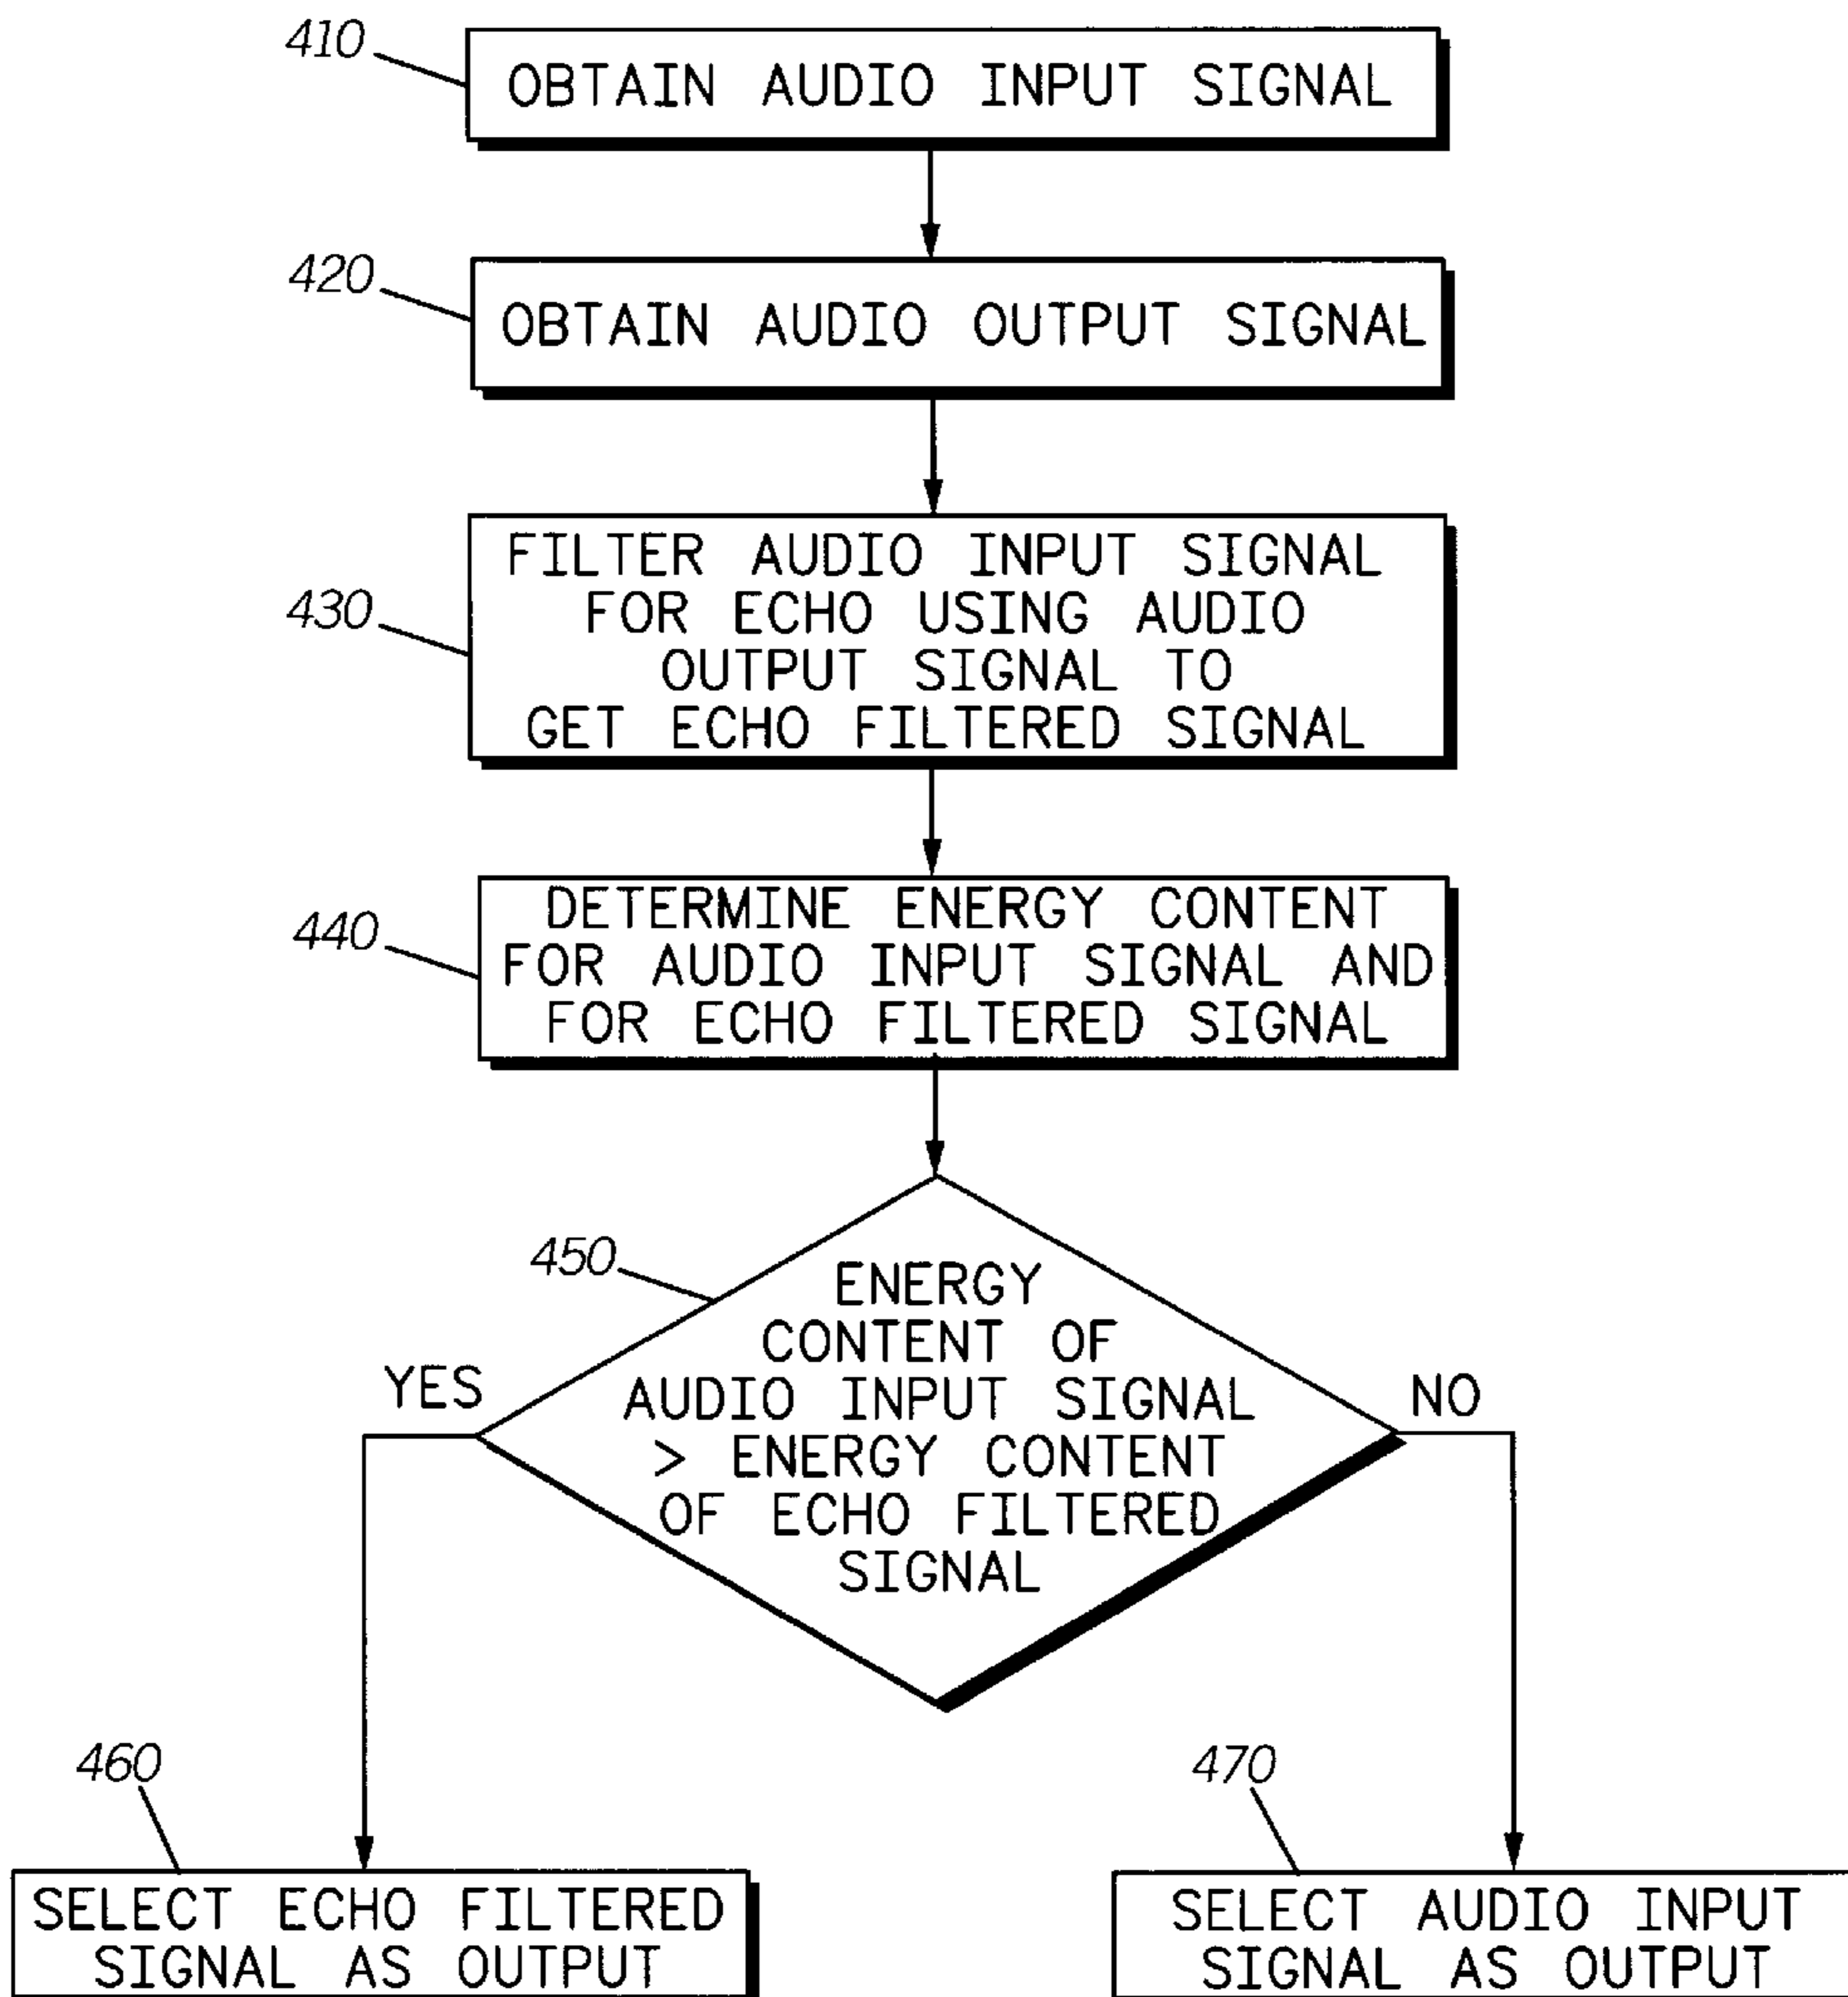 410
OBTAIN AUDIO INPUT SIGNAL
420
OBTAIN AUDIO OUTPUT SIGNAL
430
FILTER AUDIO INPUT SIGNAL
FOR ECHO USING AUDIO
OUTPUT SIGNAL TO
GET ECHO FILTERED SIGNAL
440
DETERMINE ENERGY CONTENT
FOR AUDIO INPUT SIGNAL AND
FOR ECHO FILTERED SIGNAL
450
ENERGY
CONTENT OF
AUDIO INPUT SIGNAL
> ENERGY CONTENT
OF ECHO FILTERED
SIGNAL
YES
NO
460
SELECT ECHO FILTERED
SIGNAL AS OUTPUT
470
SELECT AUDIO INPUT
SIGNAL AS OUTPUT